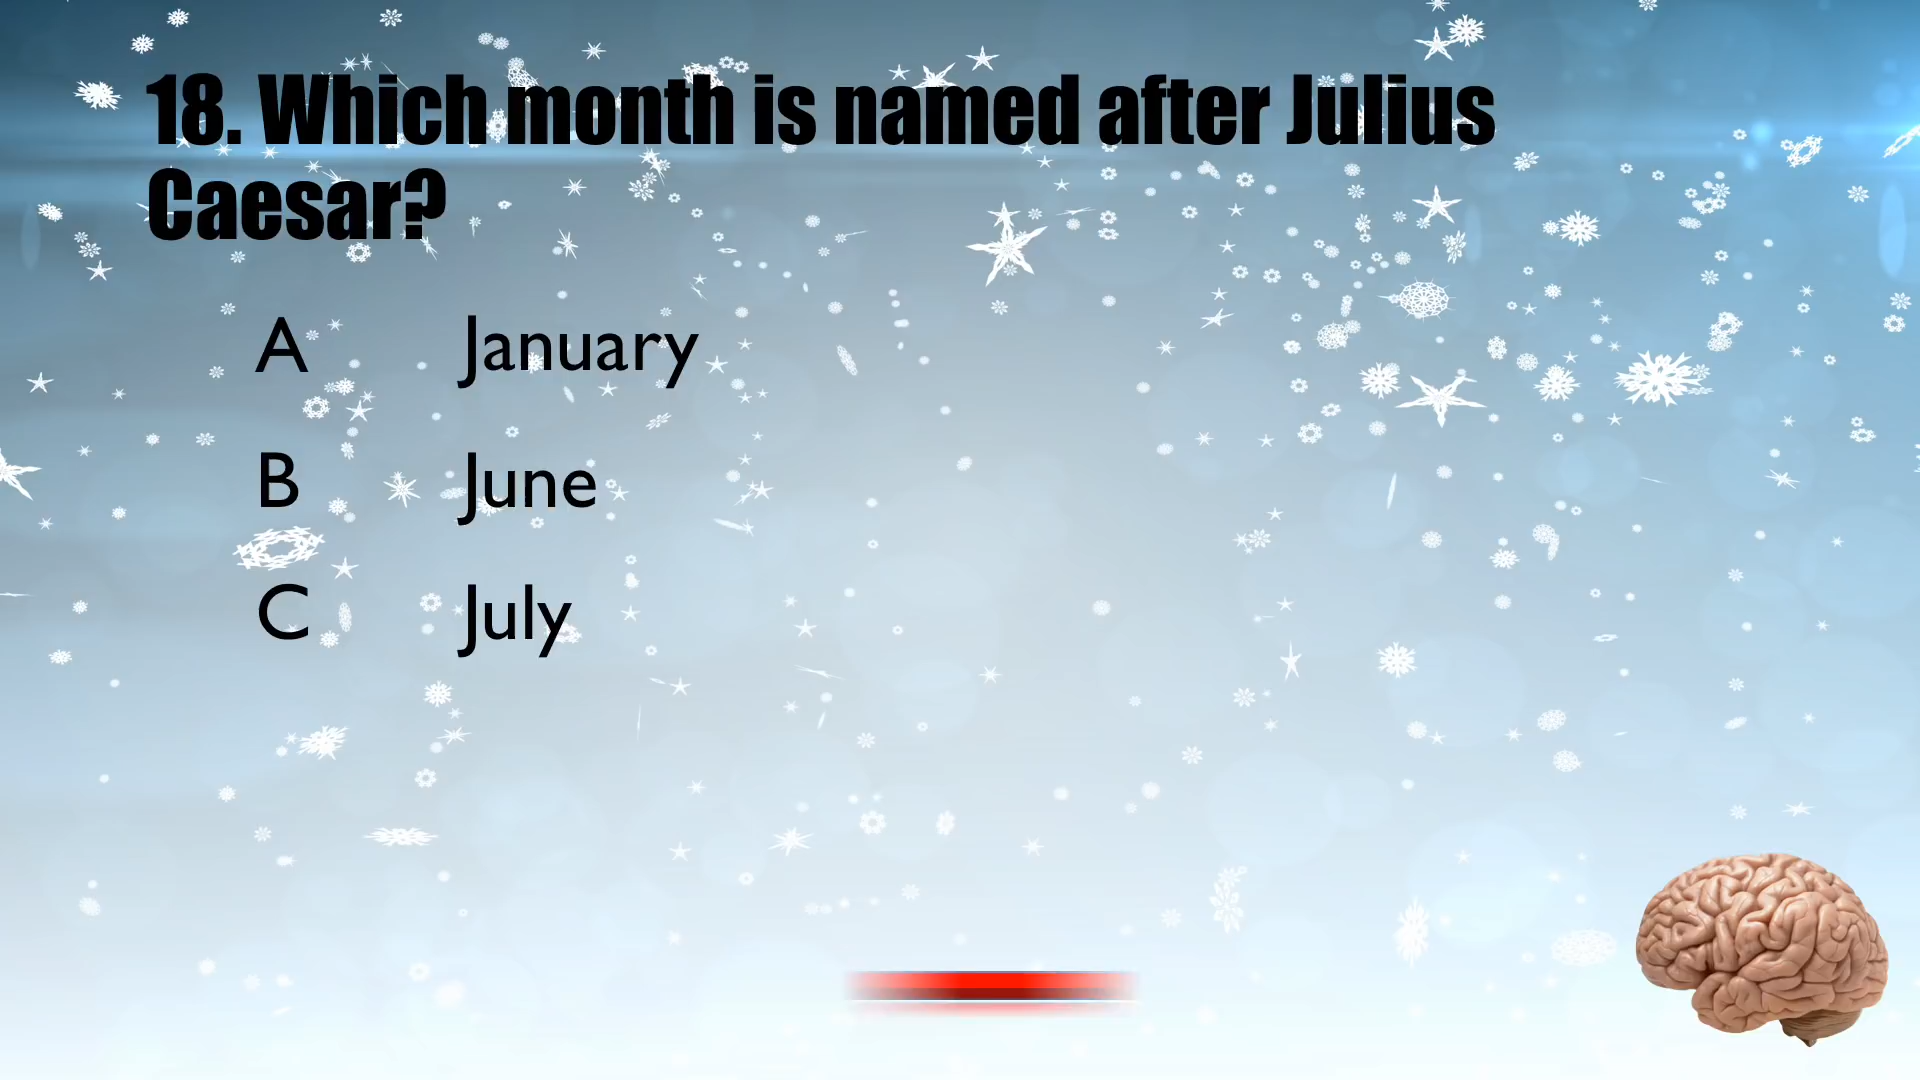 18. Which month is named after Julius
Caesar?
A January
B June
C July